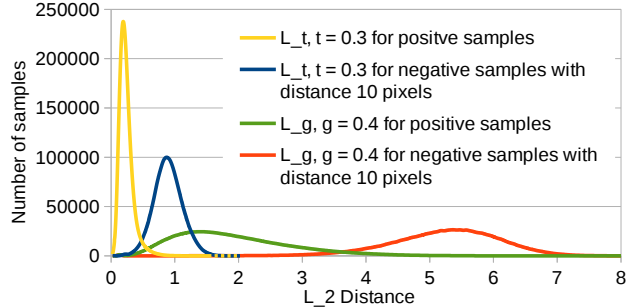 250000
200000
150000
100000
50000
0
Number of samples
L_t, t = 0.3 for positve samples
L_t, t = 0.3 for negative samples with
distance 10 pixels
L_g, g = 0.4 for positive samples
L_g, g = 0.4 for negative samples with
distance 10 pixels
0 1 2 3 4 5 6 7 8
L_2 Distance